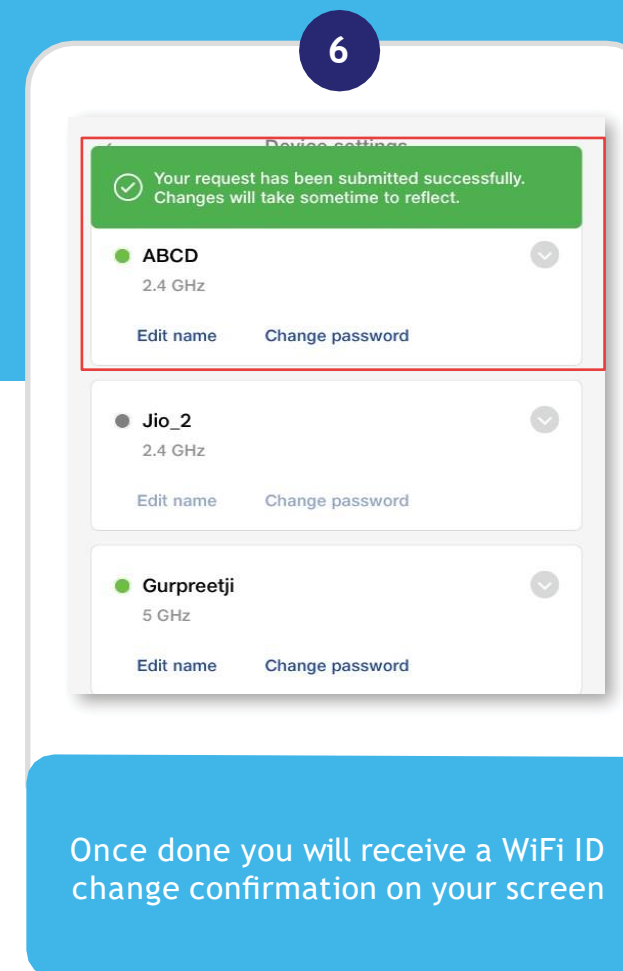 6
Device settings
Your request has been submitted successfully.
Changes will take sometime to reflect.
ABCD
2.4 GHz
Edit name Change password
Jio_2
2.4 GHz
Edit name Change password
Gurpreetji
5 GHz
Edit name Change password
Once done you will receive a WiFi ID
change confirmation on your screen